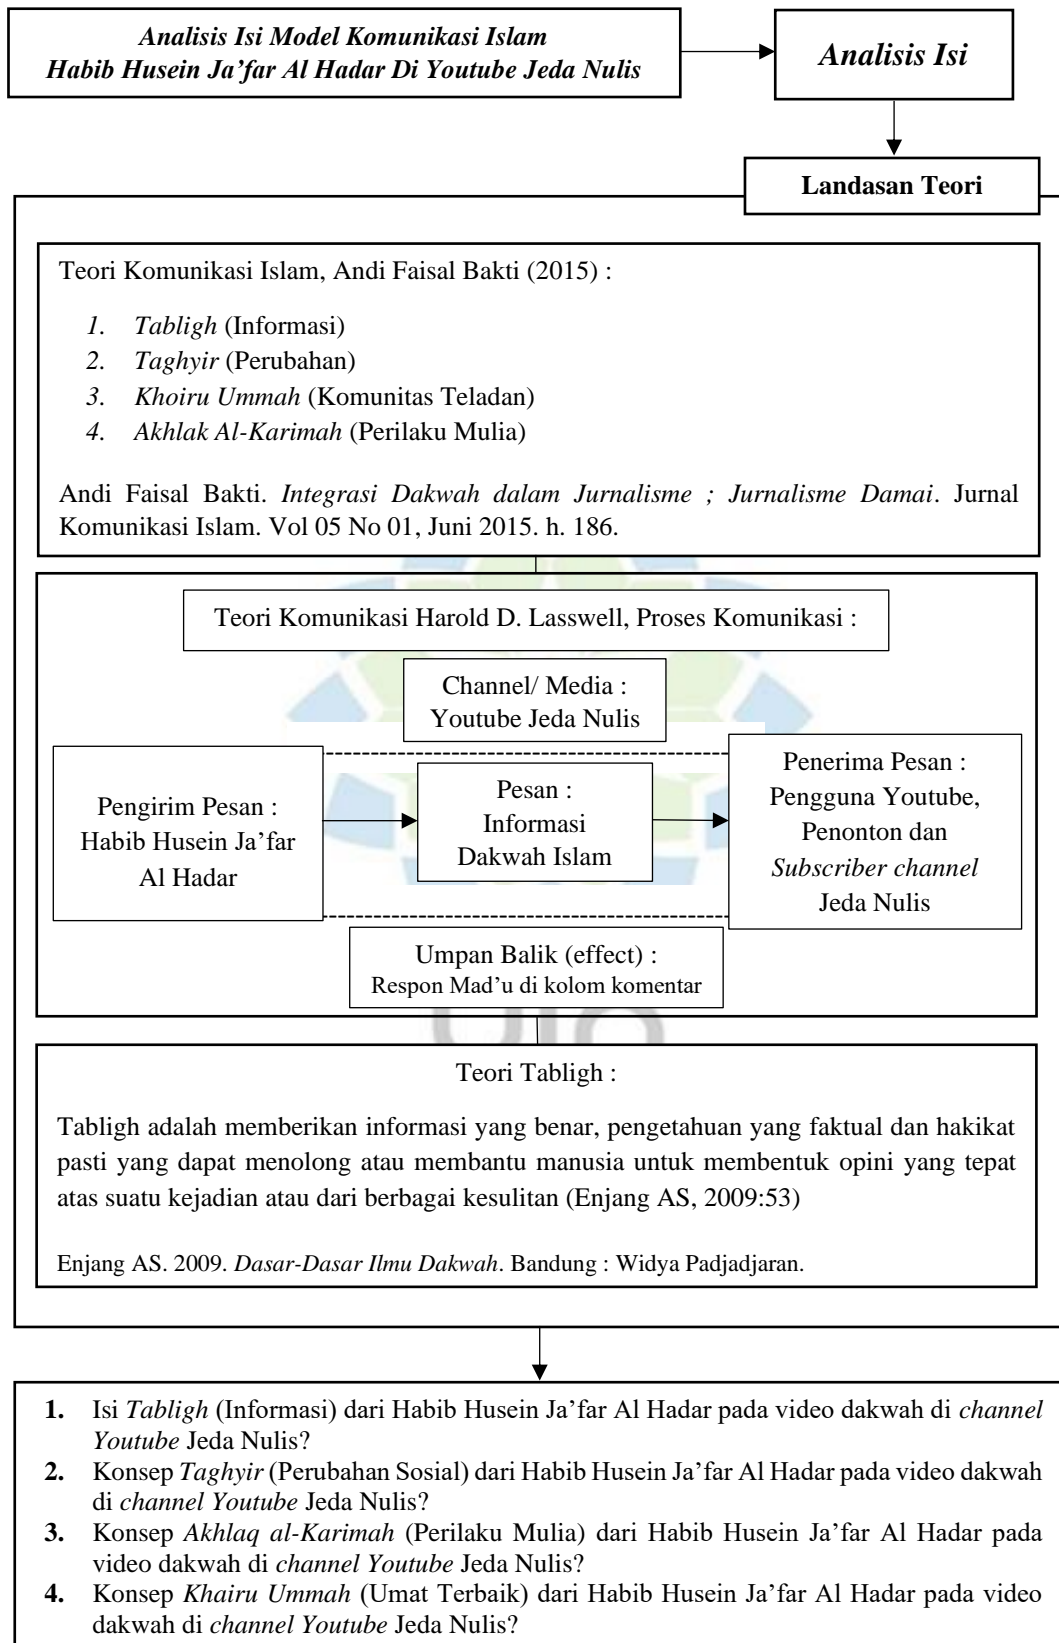 Analisis Isi Model Komunikasi Islam
Habib Husein Ja’far Al Hadar Di Youtube Jeda Nulis
Analisis Isi
Landasan Teori
Teori Komunikasi Islam, Andi Faisal Bakti (2015) :
1. Tabligh (Informasi)
2. Taghyir (Perubahan)
3. Khoiru Ummah (Komunitas Teladan)
4. Akhlak Al-Karimah (Perilaku Mulia)
Andi Faisal Bakti. Integrasi Dakwah dalam Jurnalisme ; Jurnalisme Damai. Jurnal
Komunikasi Islam. Vol 05 No 01, Juni 2015. h. 186.
Teori Komunikasi Harold D. Lasswell, Proses Komunikasi :
Channel/ Media :
Youtube Jeda Nulis
Pengirim Pesan :
Habib Husein Ja’far
Al Hadar
Pesan :
Informasi
Dakwah Islam
Penerima Pesan :
Pengguna Youtube,
Penonton dan
Subscriber channel
Jeda Nulis
Umpan Balik (effect) :
Respon Mad’u di kolom komentar
Teori Tabligh :
Tabligh adalah memberikan informasi yang benar, pengetahuan yang faktual dan hakikat
pasti yang dapat menolong atau membantu manusia untuk membentuk opini yang tepat
atas suatu kejadian atau dari berbagai kesulitan (Enjang AS, 2009:53)
Enjang AS. 2009. Dasar-Dasar Ilmu Dakwah. Bandung : Widya Padjadjaran.
1. Isi Tabligh (Informasi) dari Habib Husein Ja’far Al Hadar pada video dakwah di channel
Youtube Jeda Nulis?
2. Konsep Taghyir (Perubahan Sosial) dari Habib Husein Ja’far Al Hadar pada video dakwah
di channel Youtube Jeda Nulis?
3. Konsep Akhlaq al-Karimah (Perilaku Mulia) dari Habib Husein Ja’far Al Hadar pada
video dakwah di channel Youtube Jeda Nulis?
4. Konsep Khairu Ummah (Umat Terbaik) dari Habib Husein Ja’far Al Hadar pada video
dakwah di channel Youtube Jeda Nulis?